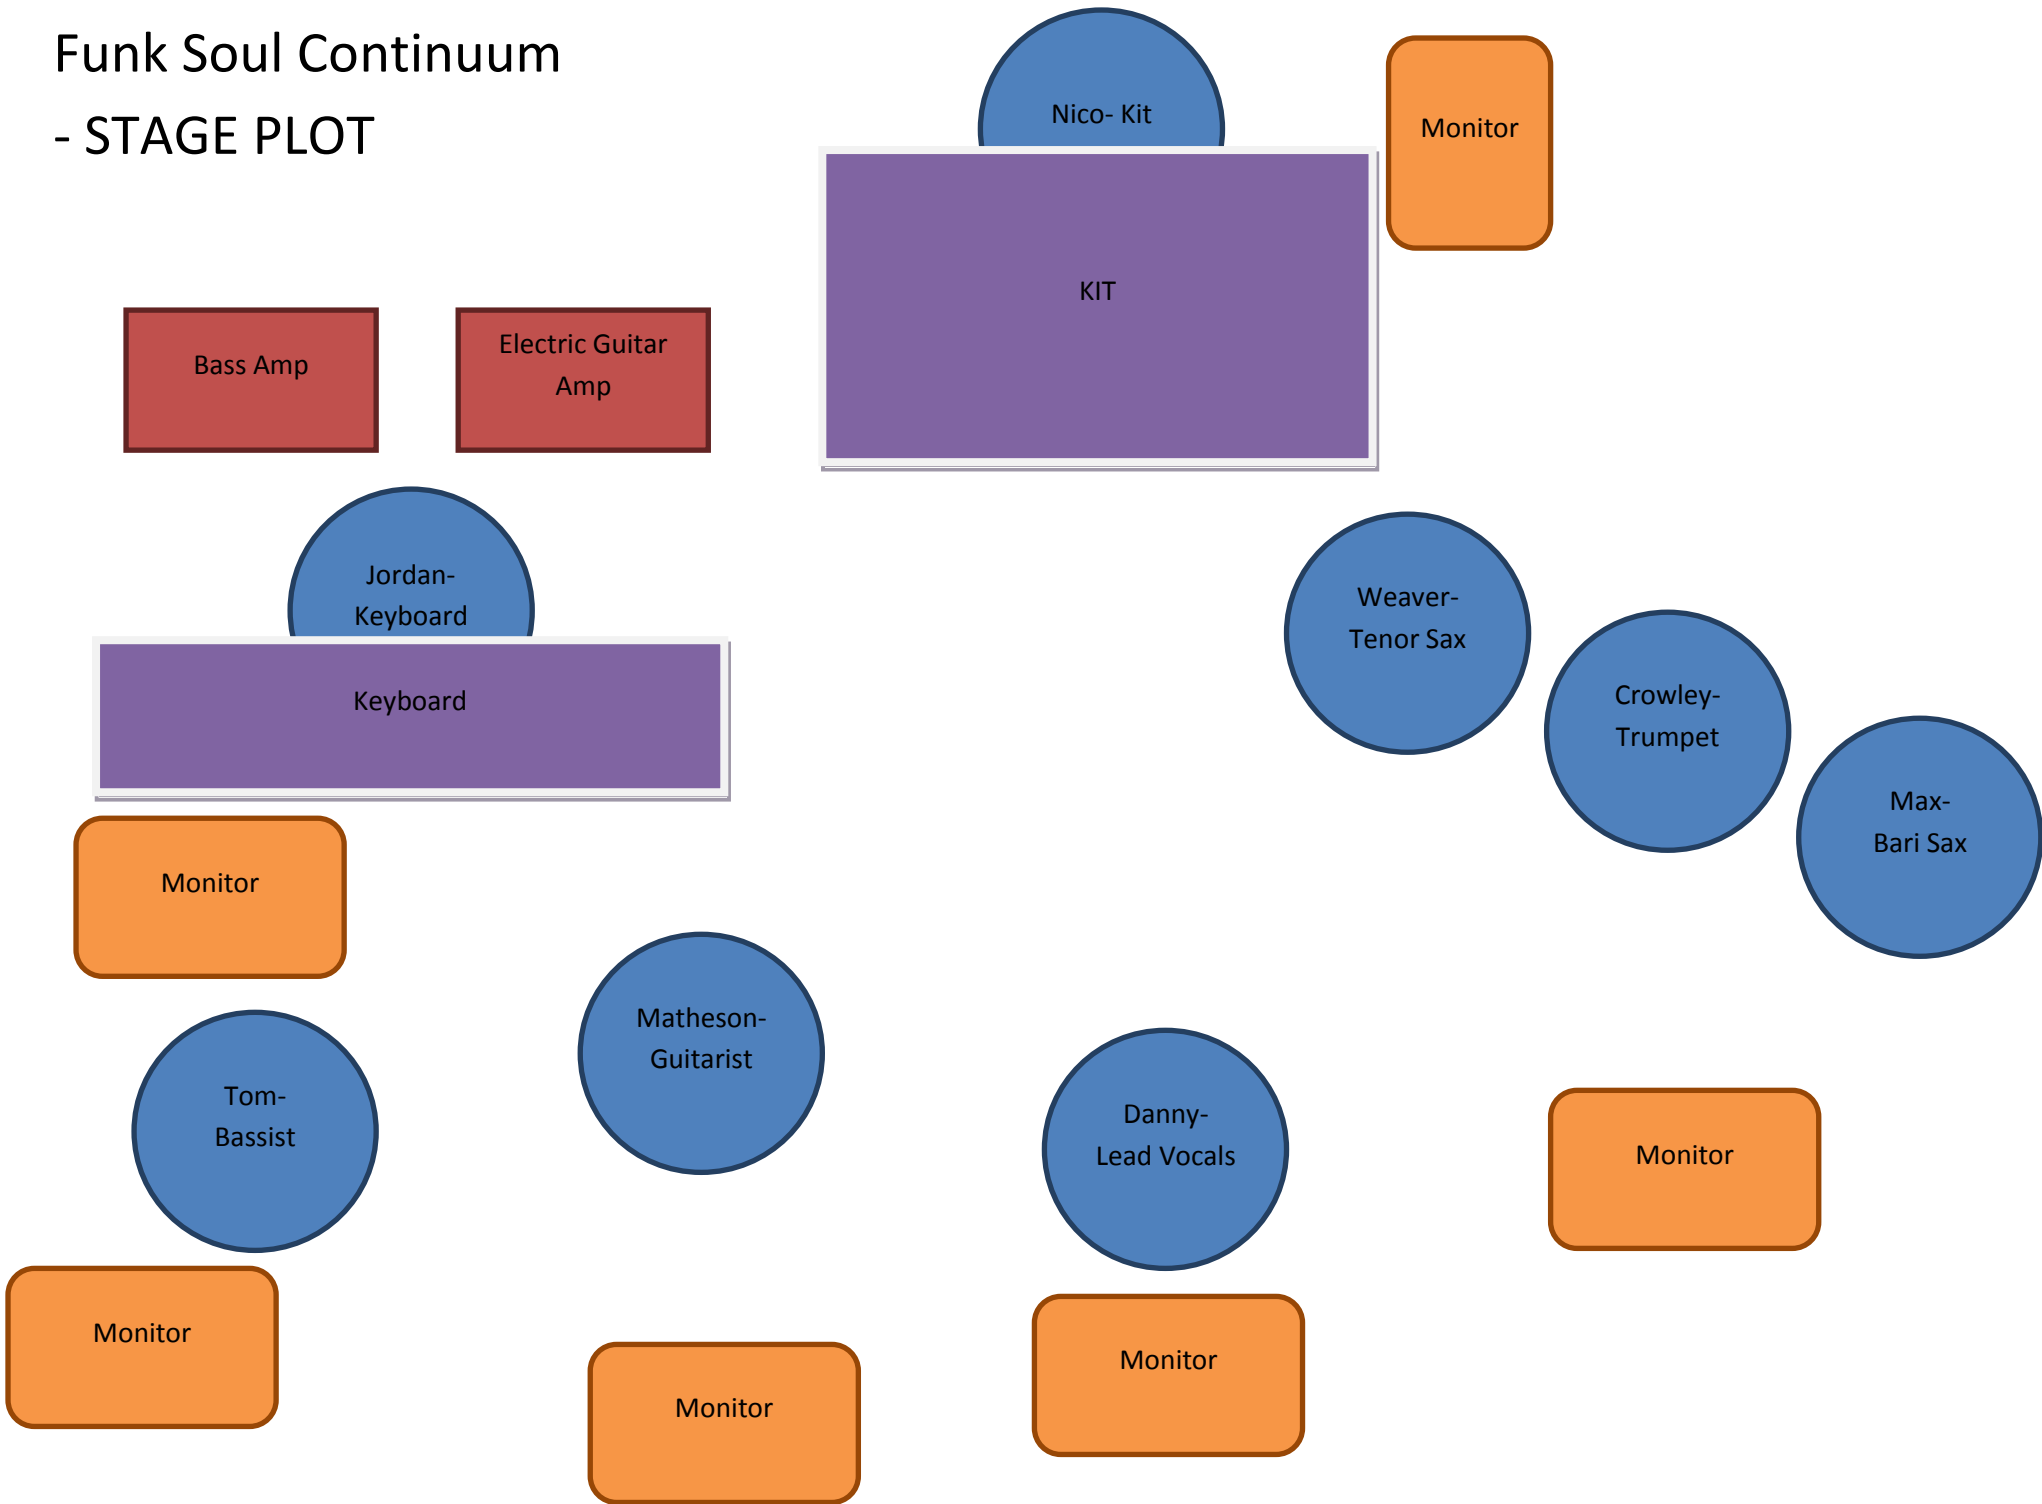 Funk Soul Continuum
- STAGE PLOT
Nico- Kit
Monitor
KIT
Bass Amp
Electric Guitar
Amp
Jordan-
Keyboard
Keyboard
Weaver-
Tenor Sax
Crowley-
Trumpet
Max-
Bari Sax
Monitor
Matheson-
Guitarist
Tom-
Bassist
Danny-
Lead Vocals
Monitor
Monitor
Monitor
Monitor